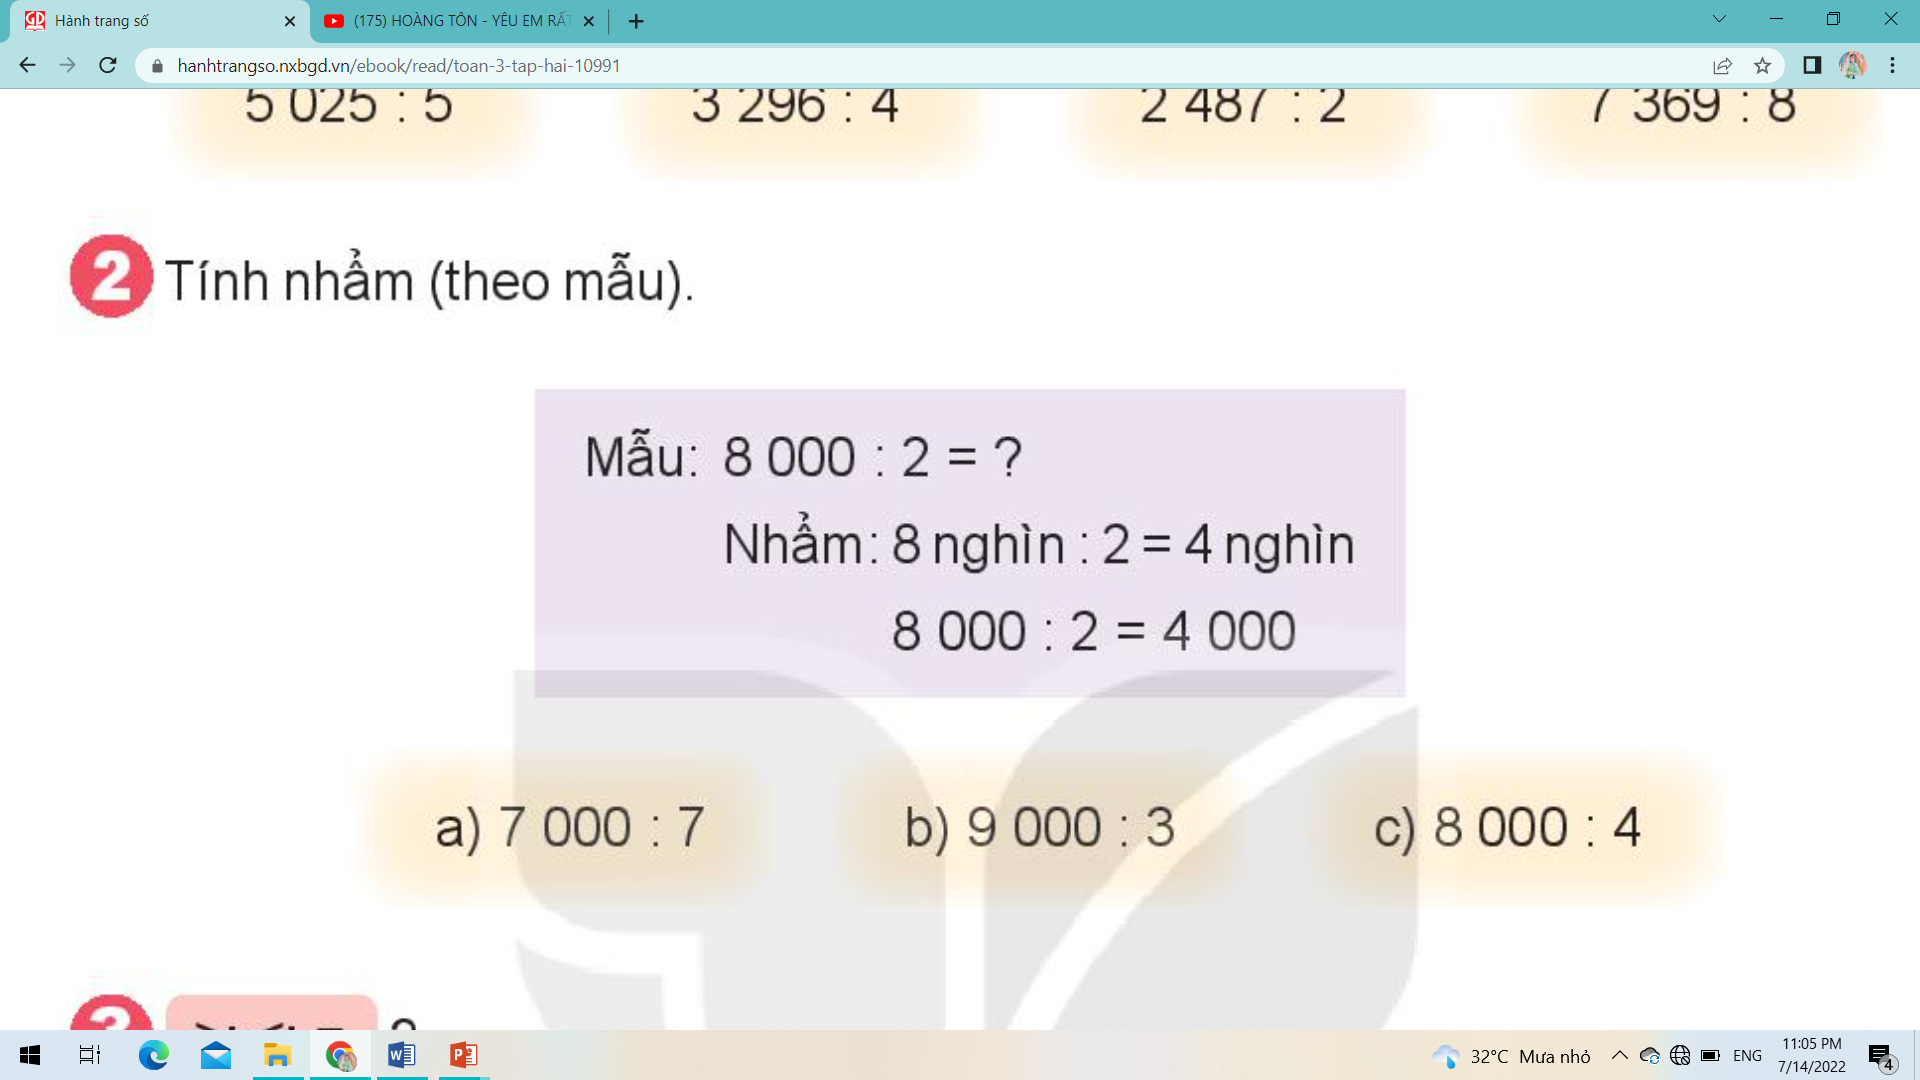 Hành trang số
(175) HOÀNG TÔN - YÊU EM RẤT
hanhtrangso.nxbgd.vn/ebook/read/toan-3-tap-hai-10991
5 025 : 5 3 296 : 4 2 487 : 2 7 369 : 8
2 Tính nhẩm (theo mẫu).
Mẫu: 8 000 : 2 = ?
Nhẩm: 8 nghìn : 2 = 4 nghìn
8 000 : 2 = 4 000
a) 7 000 : 7 b) 9 000 : 3 c) 8 000 : 4
3 >, <, = ?
32°C Mưa nhỏ ENG 11:05 PM
7/14/2022 4